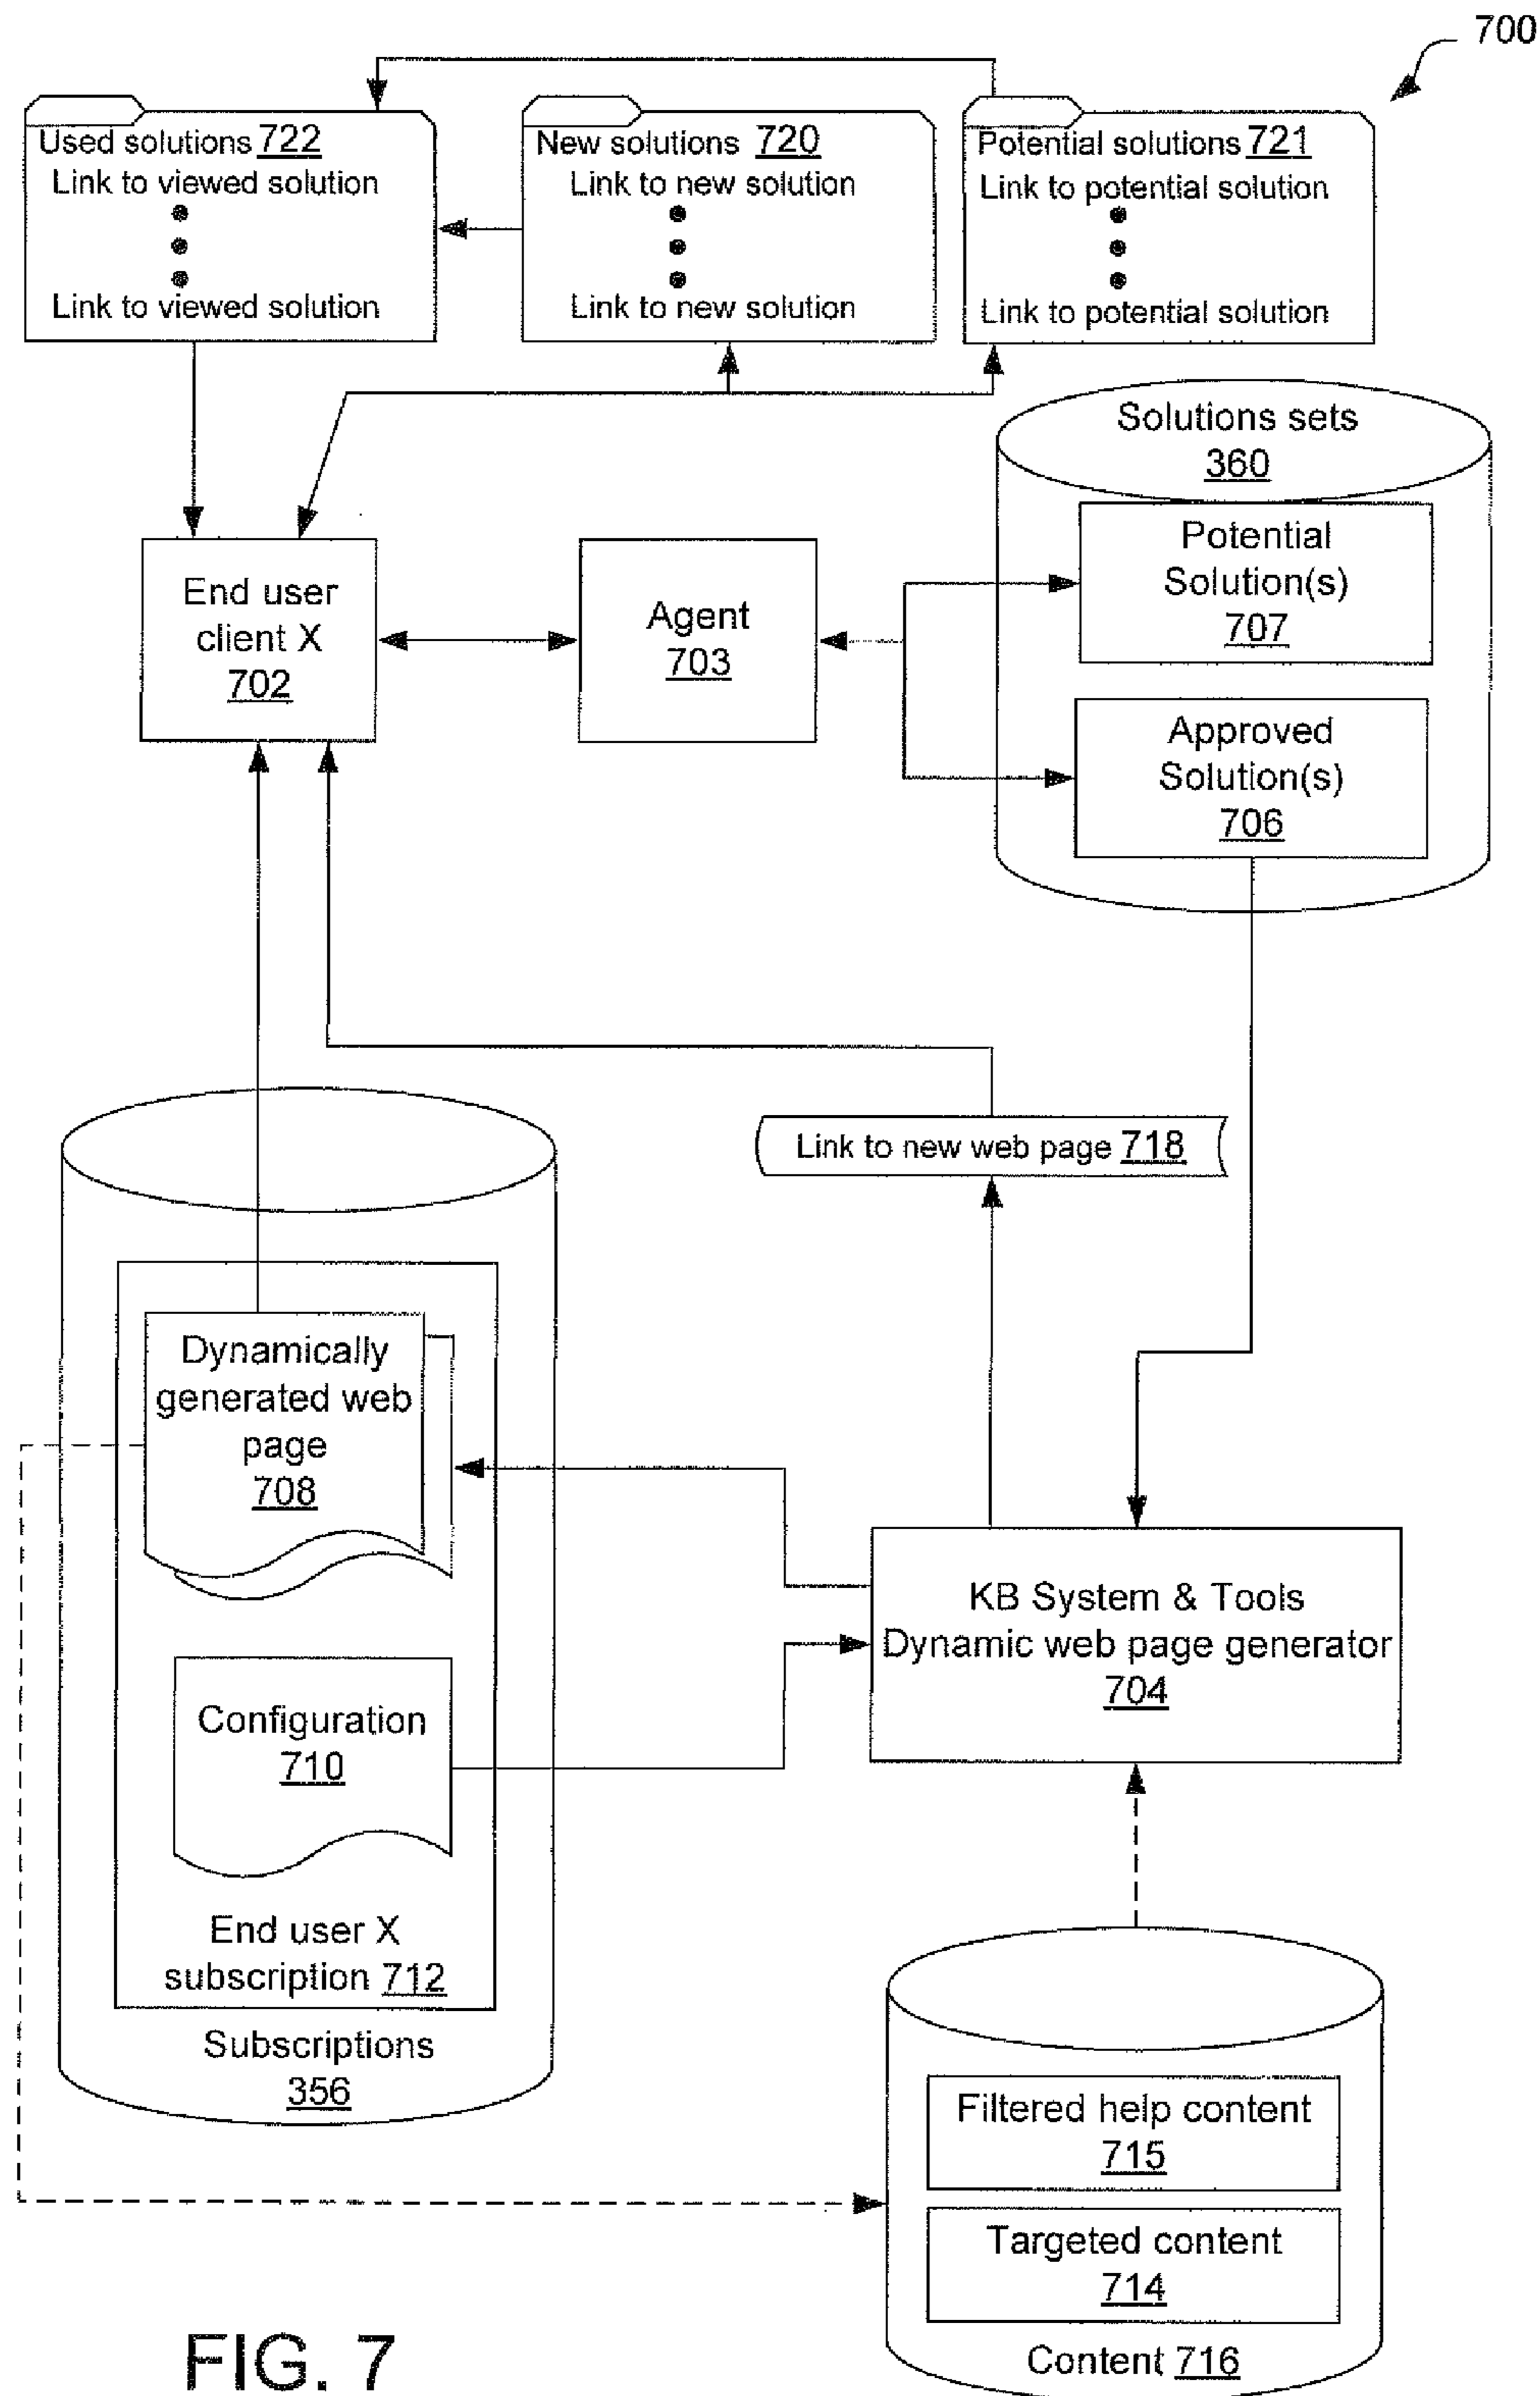 700
Used solutions 722
Link to viewed solution
Link to viewed solution
New solutions 720
Link to new solution
Link to new solution
Potential solutions 721
Link to potential solution
Link to potential solution
Solutions sets
360
Potential
Solution(s)
707
Approved
Solution(s)
706
End user
client X
702
Agent
703
Link to new web page 718
Dynamically
generated web
page
708
Configuration
710
End user X
subscription 712
Subscriptions
356
KB System & Tools
Dynamic web page generator
704
Filtered help content
715
Targeted content
714
Content 716
FIG. 7